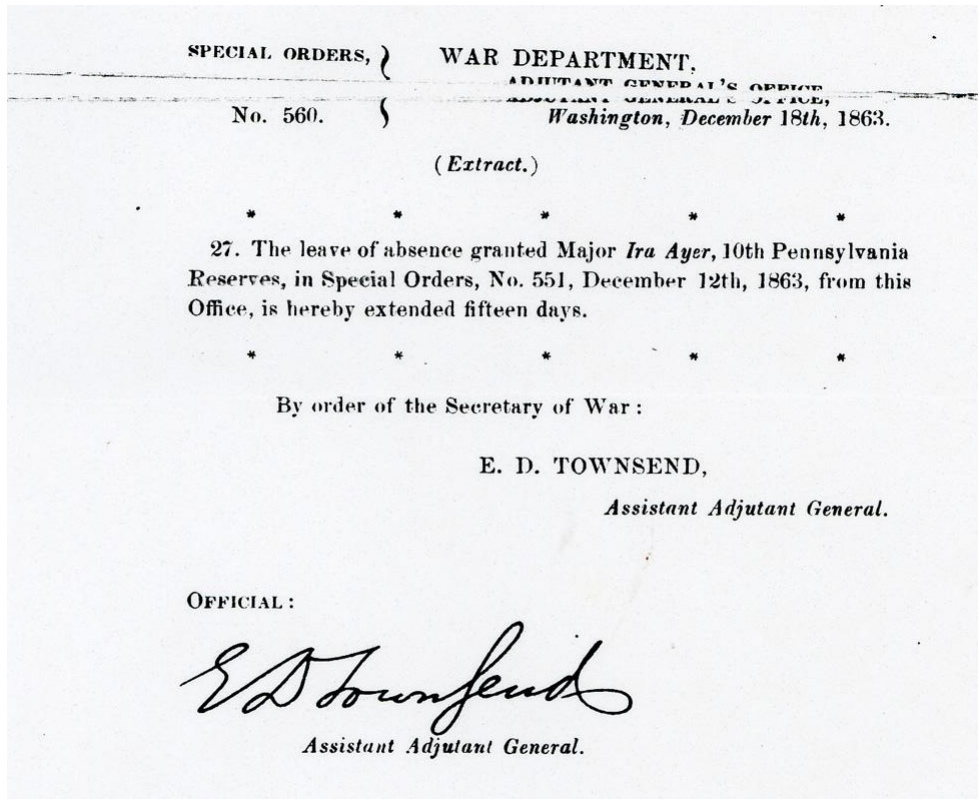 SPECIAL ORDERS, } WAR DEPARTMENT.
ADJUTANT GENERAL'S OFFICE,
No. 560. Washington, December 18th, 1863.
(Extract.)
* * * * *
27. The leave of absence granted Major Ira Ayer, 10th Pennsylvania
Reserves, in Special Orders, No. 551, December 12th, 1863, from this
Office, is hereby extended fifteen days.
* * * * *
By order of the Secretary of War:
E. D. TOWNSEND,
Assistant Adjutant General.
OFFICIAL:
E D Townsend
Assistant Adjutant General.